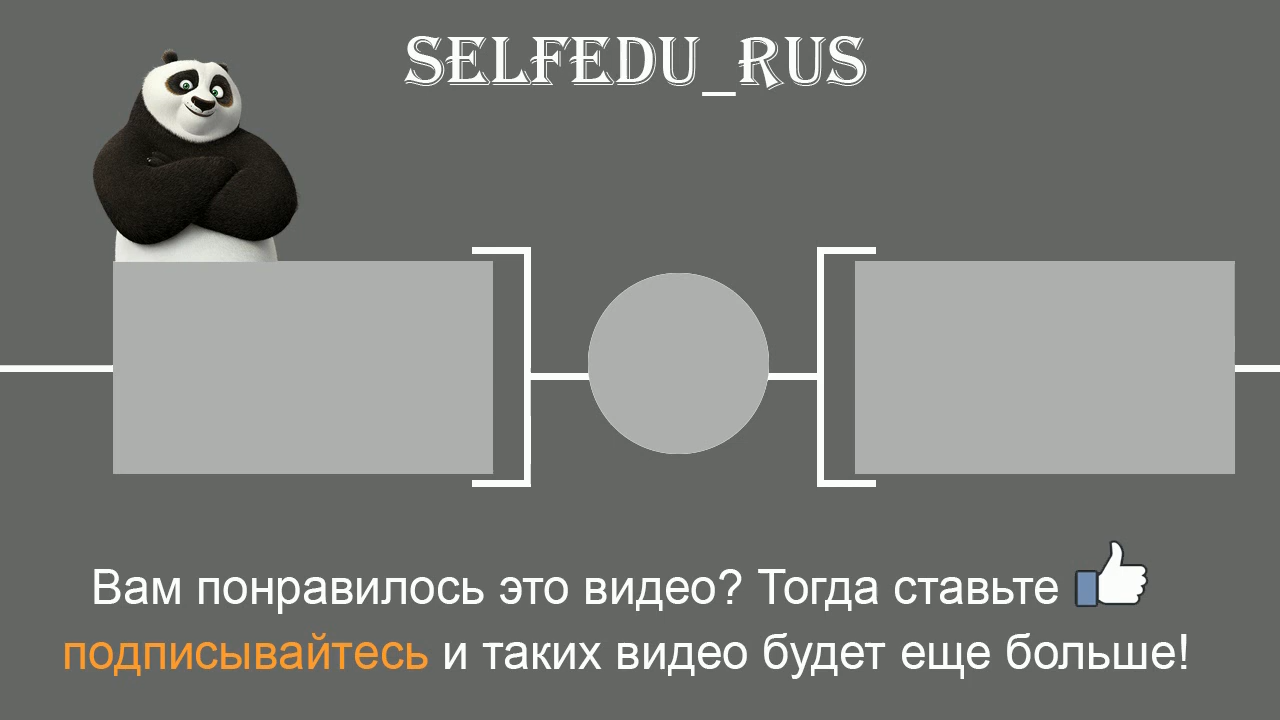 SELFEDU_RUS
Вам понравилось это видео? Тогда ставьте
подписывайтесь и таких видео будет еще больше!